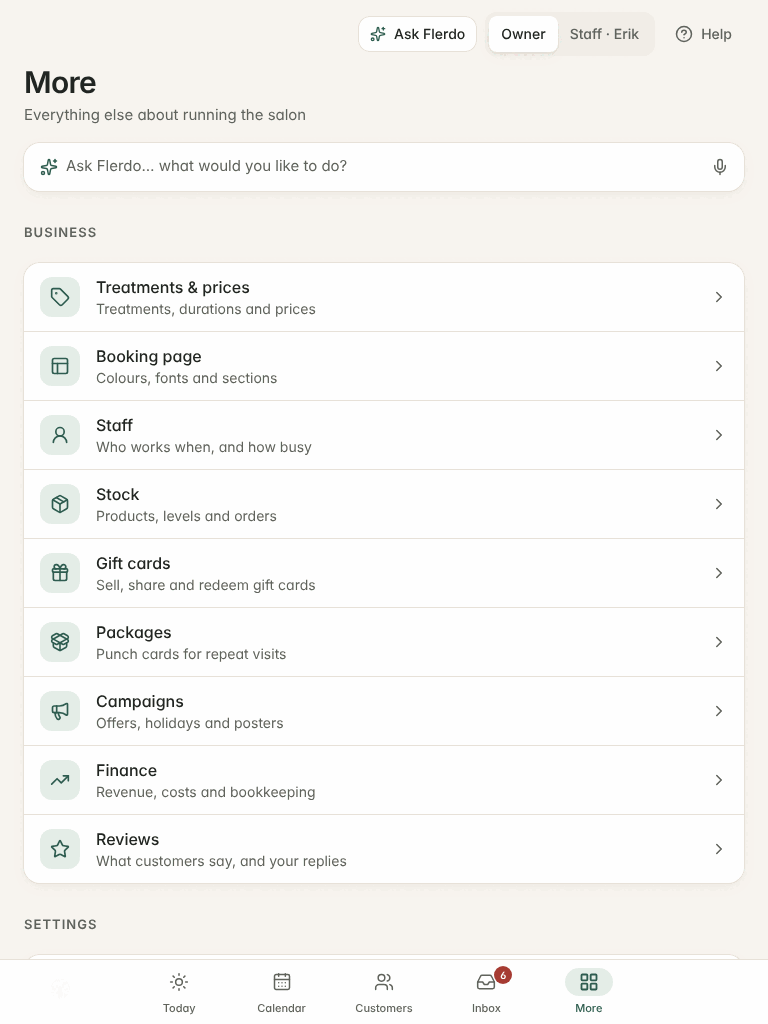 Ask Flerdo
Owner
Staff · Erik
Help
More
Everything else about running the salon
Ask Flerdo... what would you like to do?
BUSINESS
Treatments & prices
Treatments, durations and prices
Booking page
Colours, fonts and sections
Staff
Who works when, and how busy
Stock
Products, levels and orders
Gift cards
Sell, share and redeem gift cards
Packages
Punch cards for repeat visits
Campaigns
Offers, holidays and posters
Finance
Revenue, costs and bookkeeping
Reviews
What customers say, and your replies
SETTINGS
6
Today
Calendar
Customers
Inbox
More